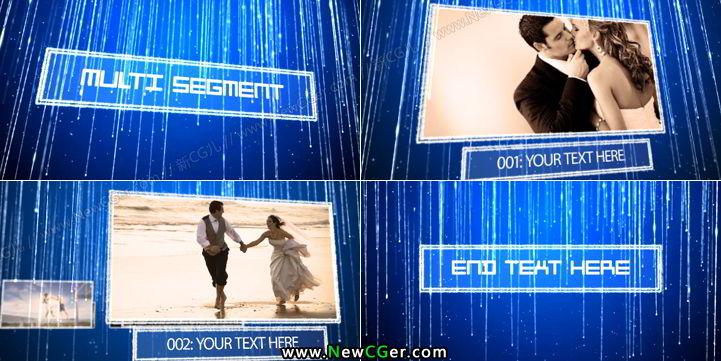 MULTI SEGMENT
001: YOUR TEXT HERE
002: YOUR TEXT HERE
END TEXT HERE
www.NewCGer.com